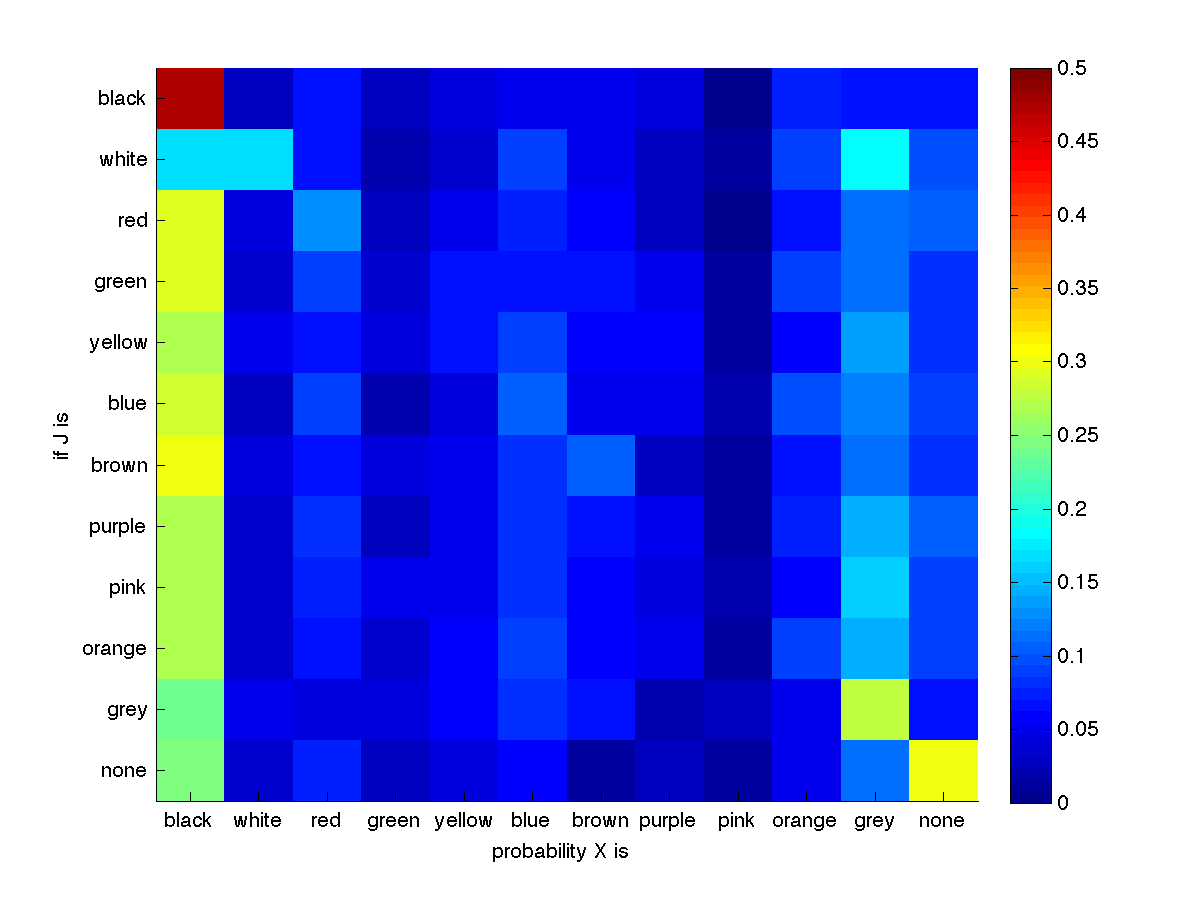 black
white
red
green
yellow
blue
brown
purple
pink
orange
grey
none
if J is
black white red green yellow blue brown purple pink orange grey none
probability X is
0.5
0.45
0.4
0.35
0.3
0.25
0.2
0.15
0.1
0.05
0